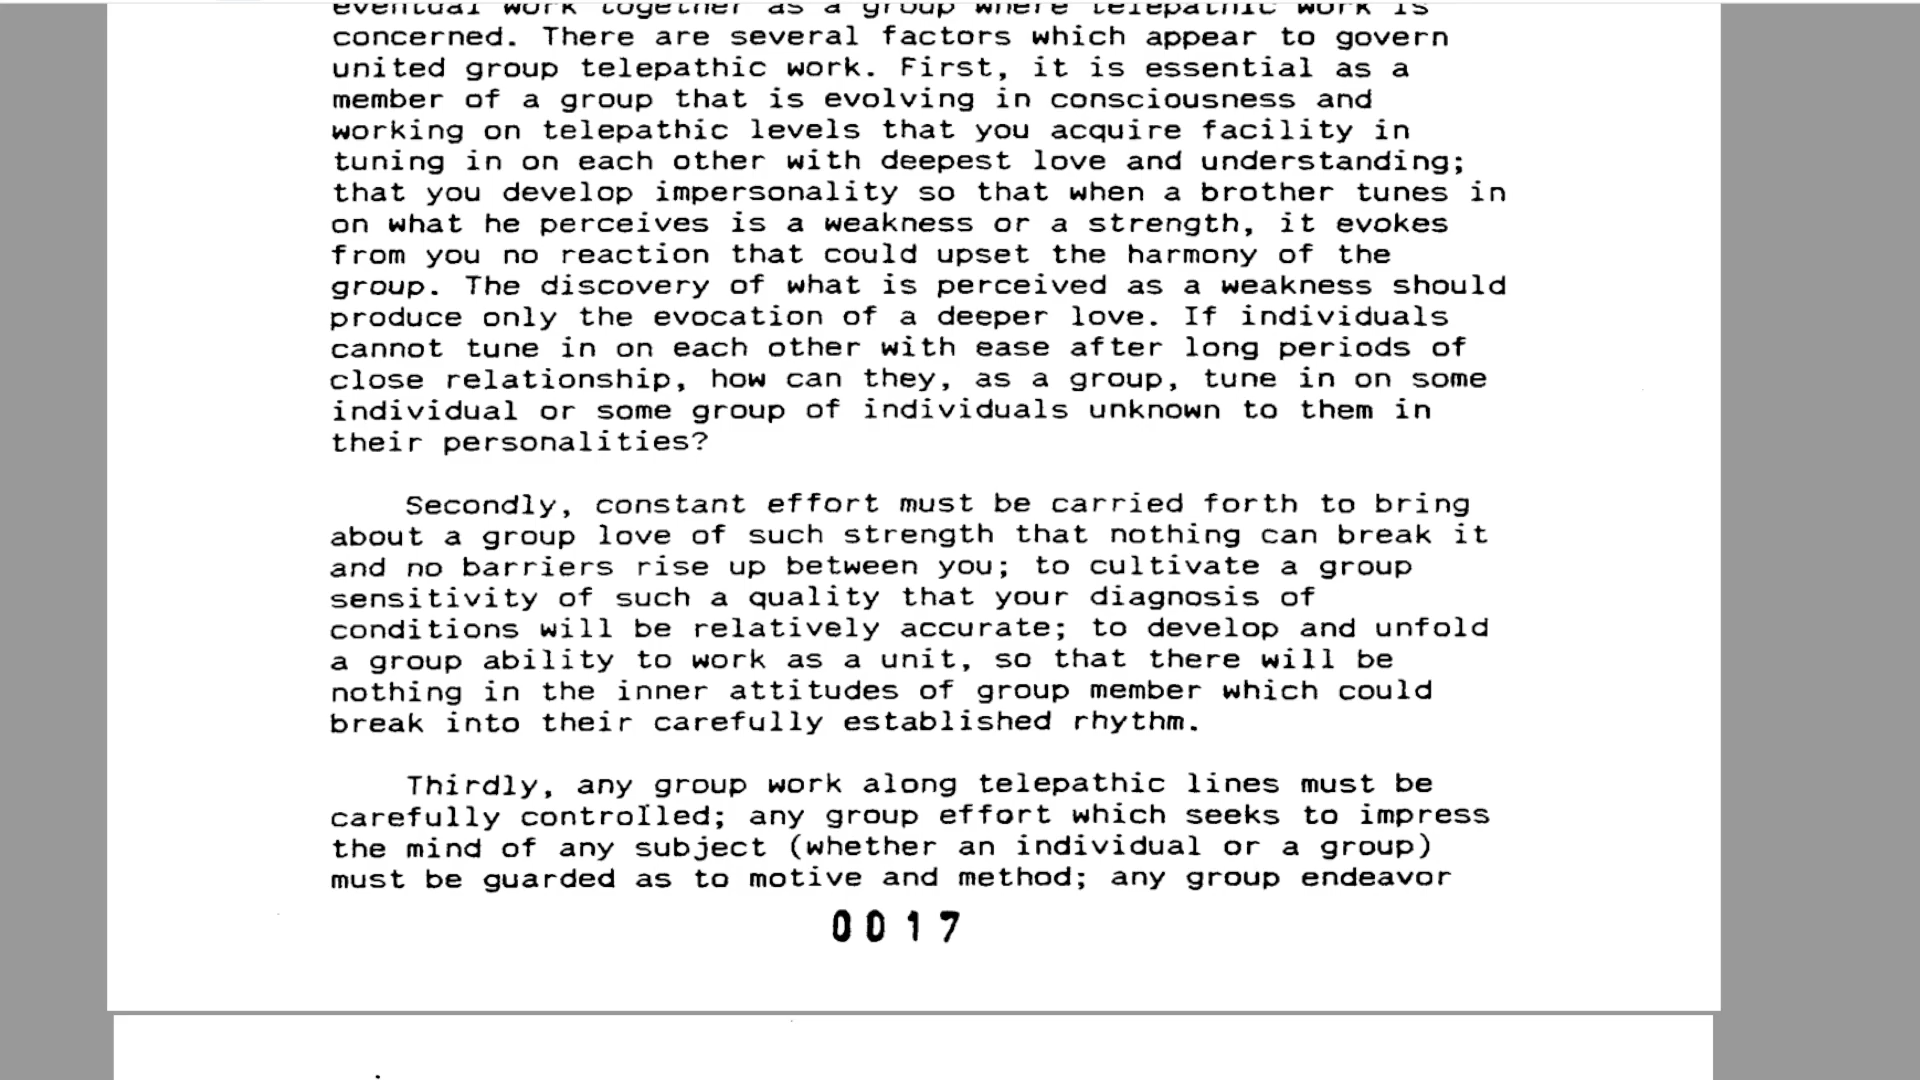 eventual work together as a group where telepathic work is
concerned. There are several factors which appear to govern
united group telepathic work. First, it is essential as a
member of a group that is evolving in consciousness and
working on telepathic levels that you acquire facility in
tuning in on each other with deepest love and understanding;
that you develop impersonality so that when a brother tunes in
on what he perceives is a weakness or a strength, it evokes
from you no reaction that could upset the harmony of the
group. The discovery of what is perceived as a weakness should
produce only the evocation of a deeper love. If individuals
cannot tune in on each other with ease after long periods of
close relationship, how can they, as a group, tune in on some
individual or some group of individuals unknown to them in
their personalities?
Secondly, constant effort must be carried forth to bring
about a group love of such strength that nothing can break it
and no barriers rise up between you; to cultivate a group
sensitivity of such a quality that your diagnosis of
conditions will be relatively accurate; to develop and unfold
a group ability to work as a unit, so that there will be
nothing in the inner attitudes of group member which could
break into their carefully established rhythm.
Thirdly, any group work along telepathic lines must be
carefully controlled; any group effort which seeks to impress
the mind of any subject (whether an individual or a group)
must be guarded as to motive and method; any group endeavor
0017